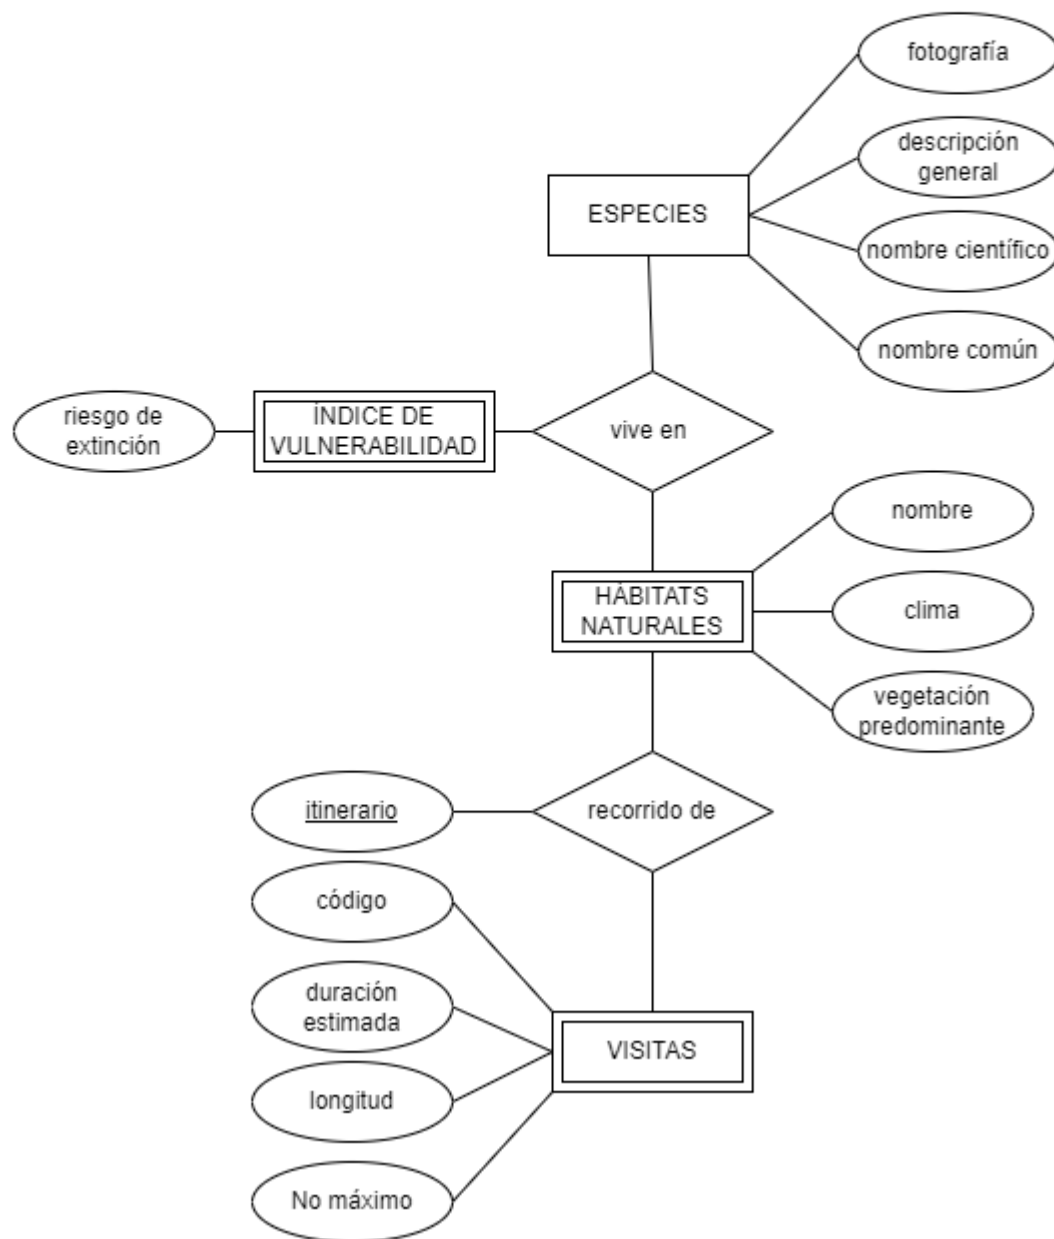 fotografía
descripción
general
ESPECIES
nombre científico
nombre común
riesgo de
extinción
ÍNDICE DE
VULNERABILIDAD
vive en
nombre
HÁBITATS
NATURALES
clima
vegetación
predominante
itinerario
recorrido de
código
duración
estimada
VISITAS
longitud
No máximo